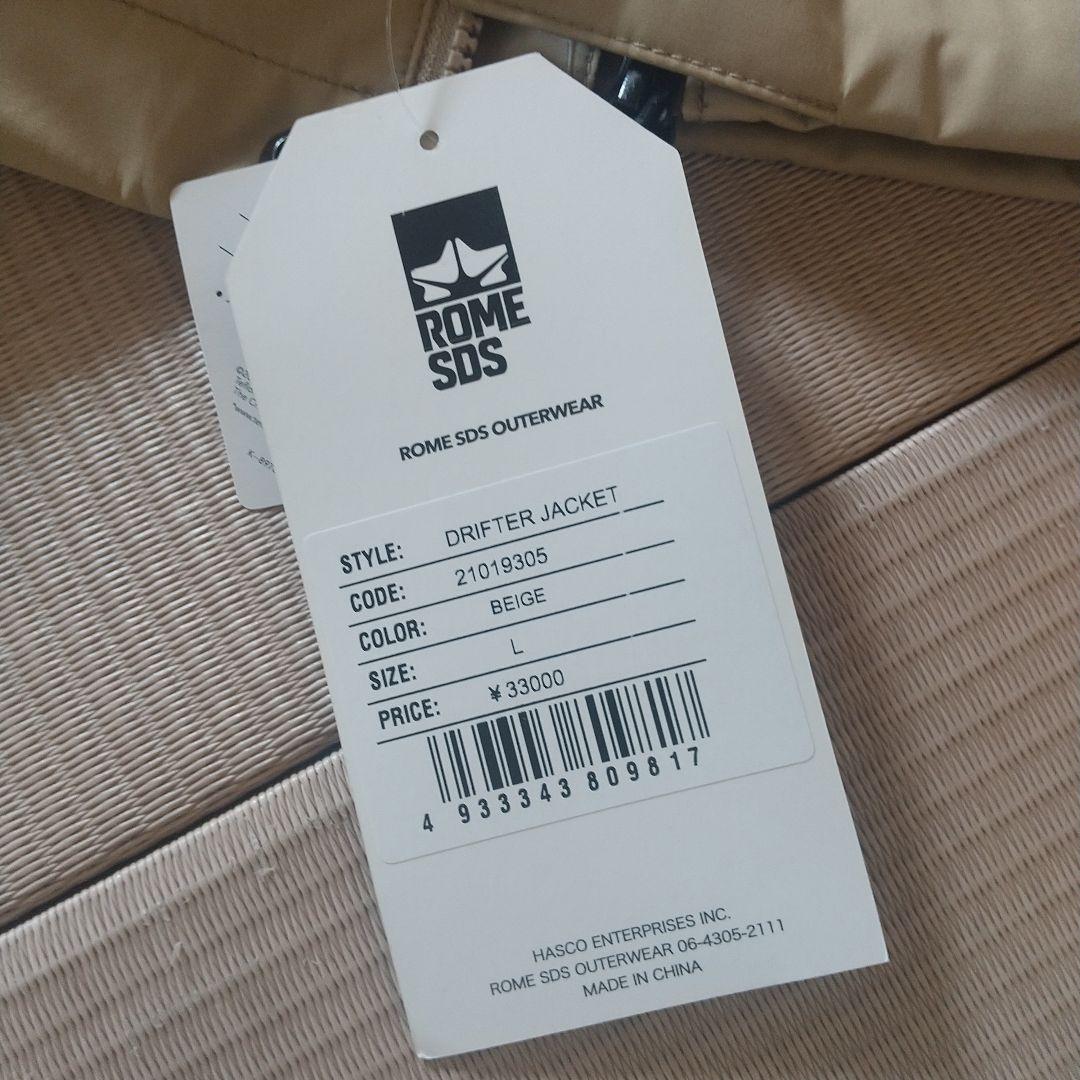 ROME
SDS
ROME SDS OUTERWEAR
STYLE: DRIFTER JACKET
CODE: 21019305
COLOR: BEIGE
SIZE: L
PRICE: ¥33000
4 933343 809817
HASCO ENTERPRISES INC.
ROME SDS OUTERWEAR 06-4305-2111
MADE IN CHINA